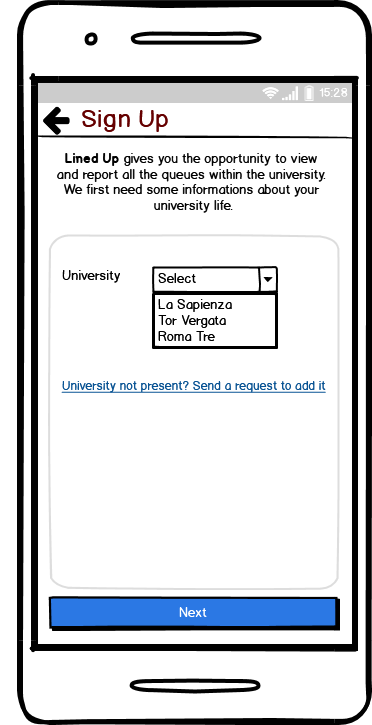 15:28
Sign Up
Lined Up gives you the opportunity to view
and report all the queues within the university.
We first need some informations about your
university life.
University
Select
La Sapienza
Tor Vergata
Roma Tre
University not present? Send a request to add it
Next